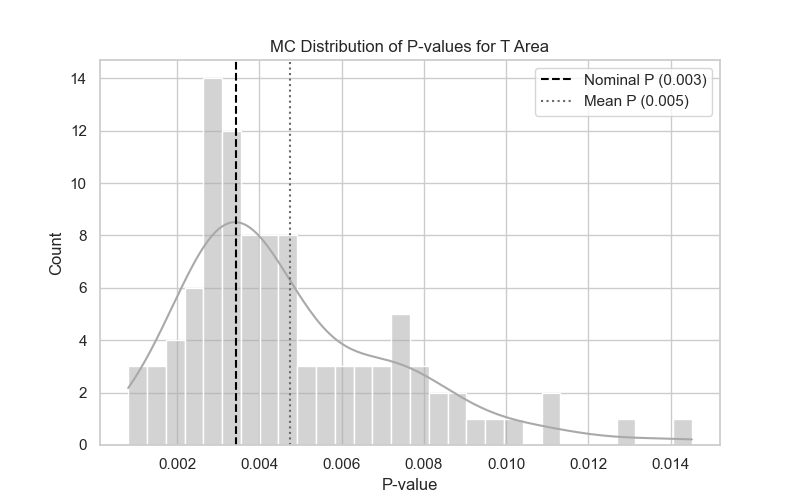 MC Distribution of P-values for T Area
Nominal P (0.003)
Mean P (0.005)
Count
14
12
10
8
6
4
2
0
0.002 0.004 0.006 0.008 0.010 0.012 0.014
P-value